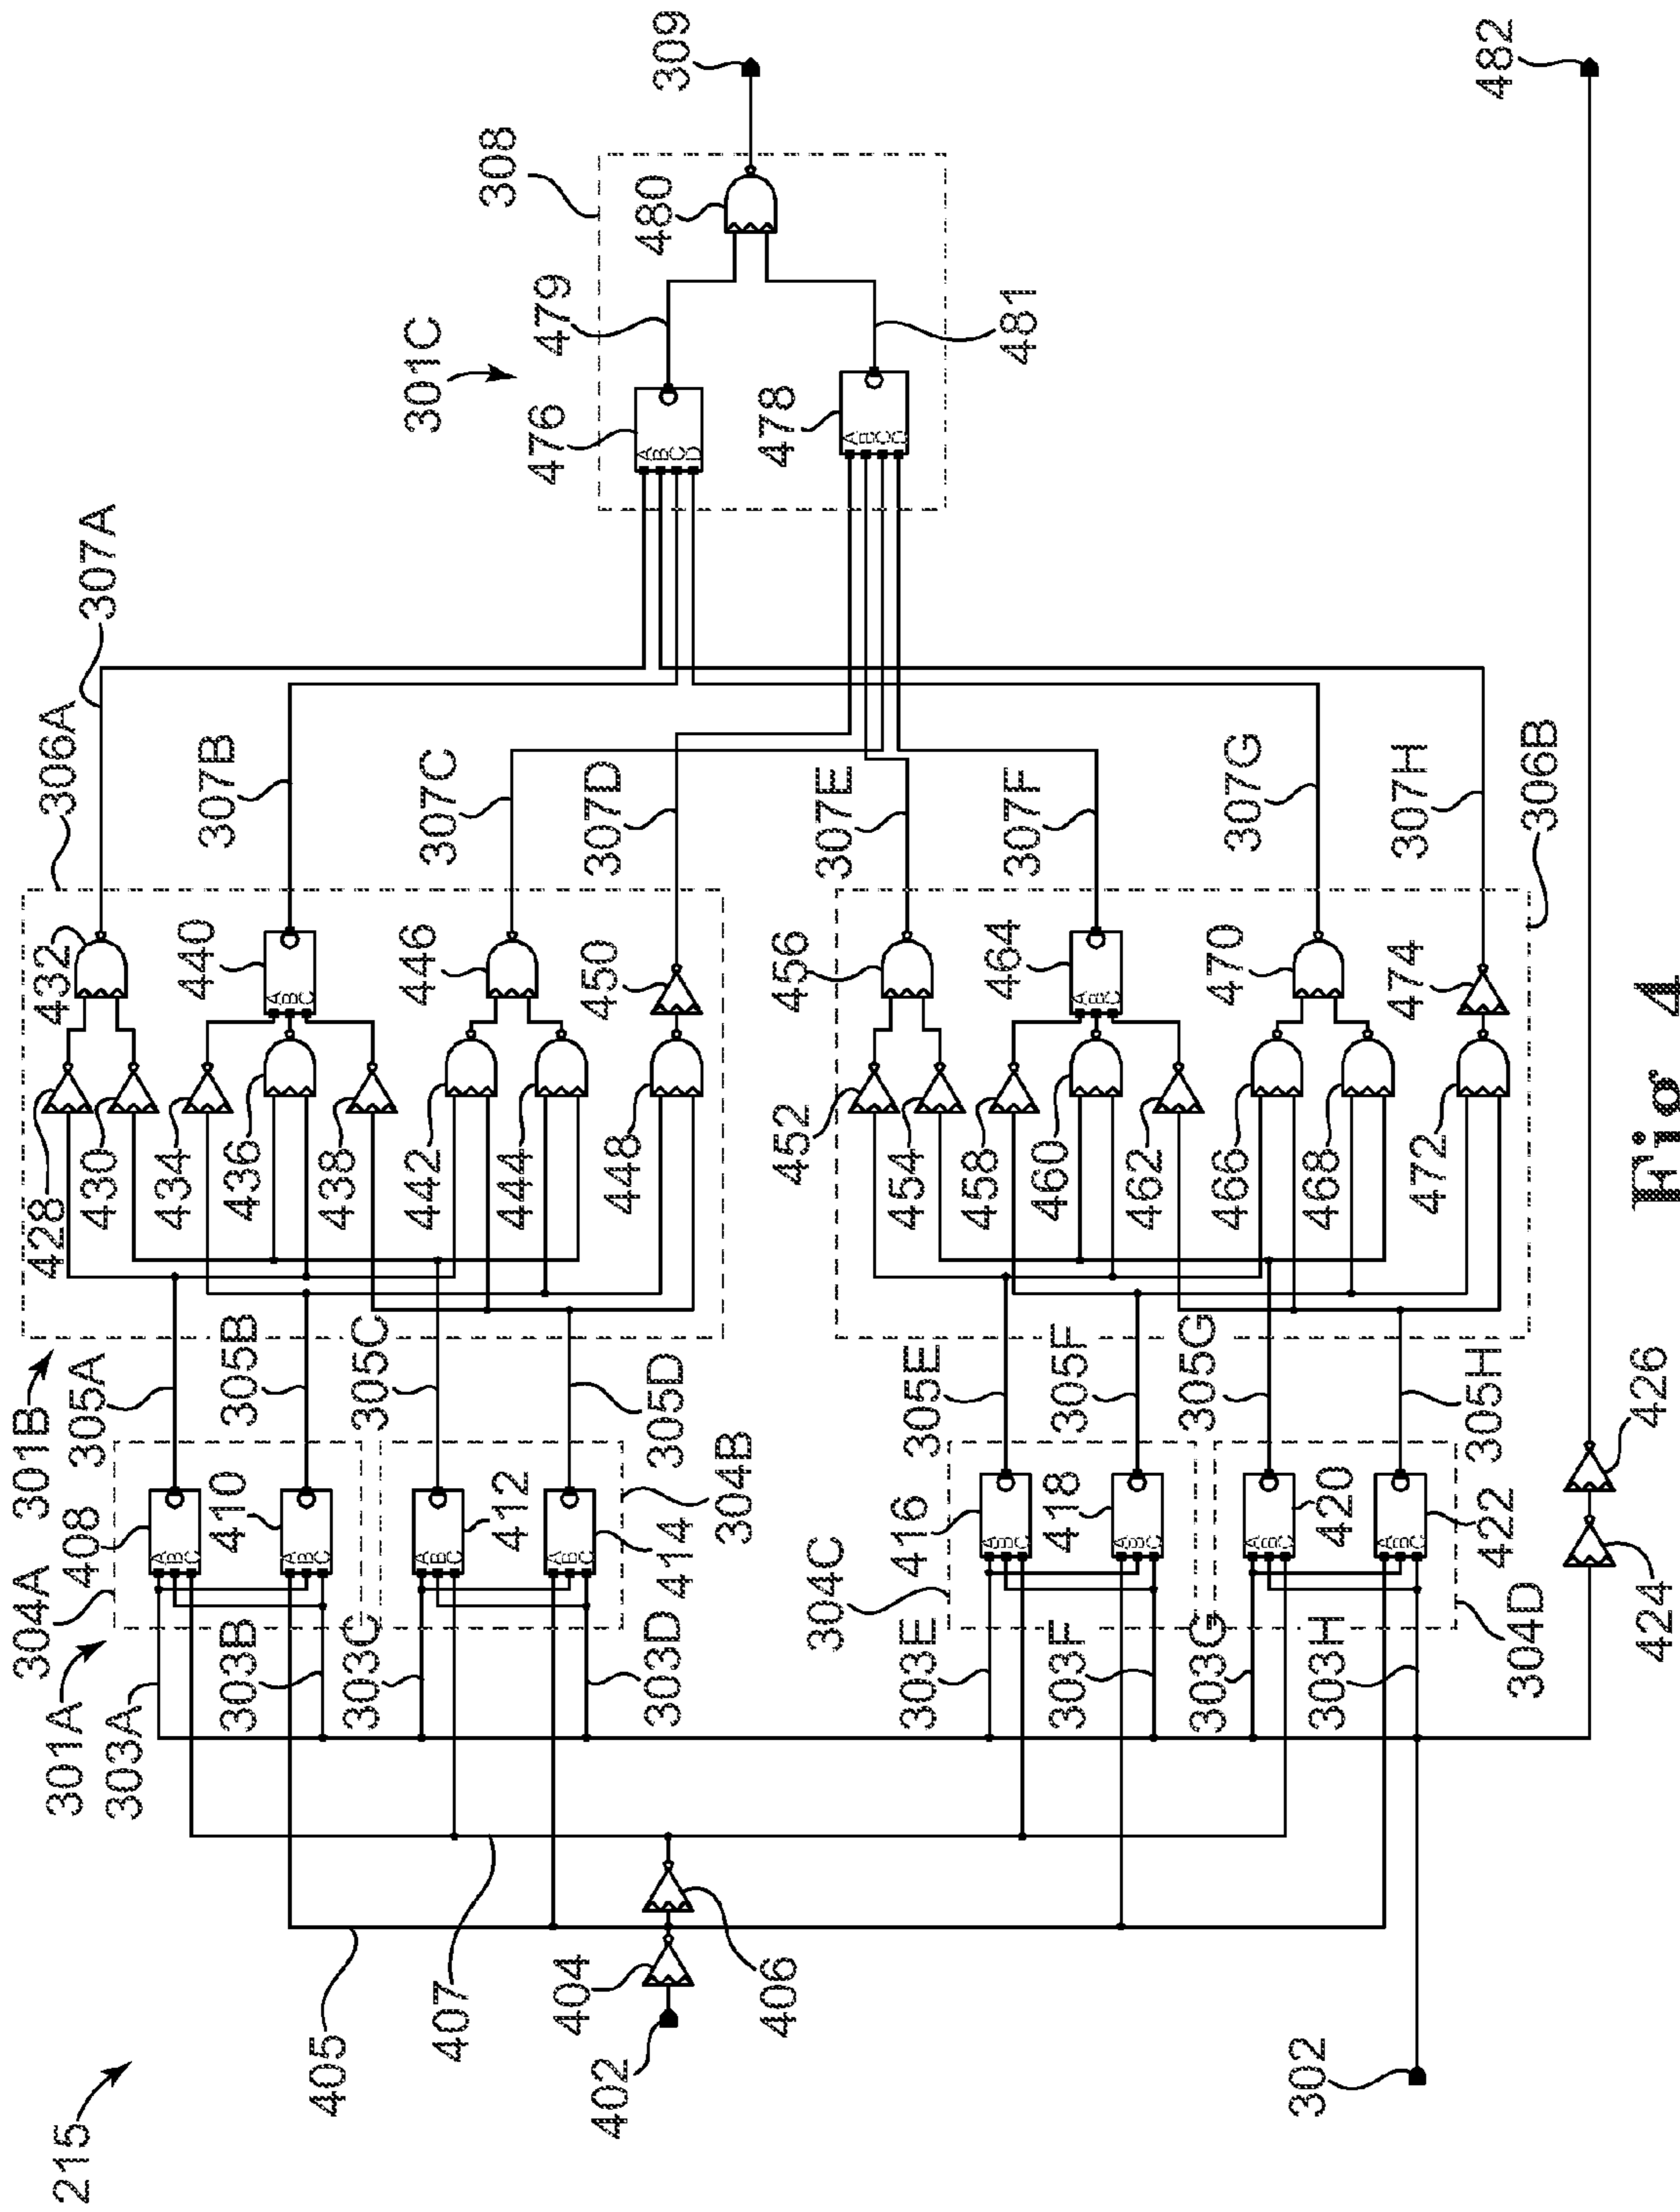 215
405
407
404
402
406
302
301A
303A
303B
303C
303D
303E
303F
303G
303H
304A
408
A
B
C
410
A
B
C
412
A
B
C
414
A
B
C
304B
304C
416
A
B
C
418
A
B
C
420
A
B
C
422
A
B
C
304D
424
426
301B
305A
305B
305C
305D
305E
305F
305G
305H
306A
428
430
432
434
436
438
440
A
B
C
442
444
446
448
450
452
454
456
458
460
462
464
A
B
C
466
468
470
472
474
306B
307A
307B
307C
307D
307E
307F
307G
307H
301C
476
A
B
C
D
478
A
B
C
D
479
481
308
480
309
482
Fig 4